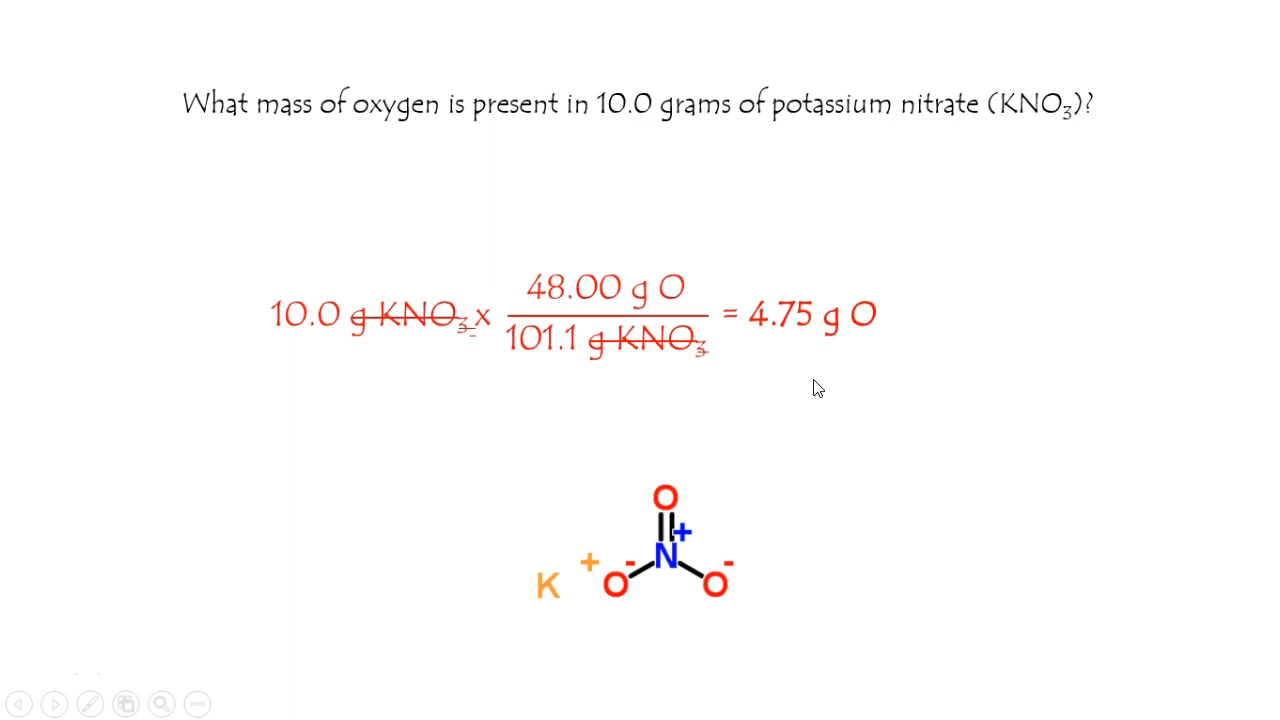 What mass of oxygen is present in 10.0 grams of potassium nitrate (KNO₃)?
48.00 g O
10.0 g KNO₃ x = 4.75 g O
101.1 g KNO₃
O
N+
K+ O- O-